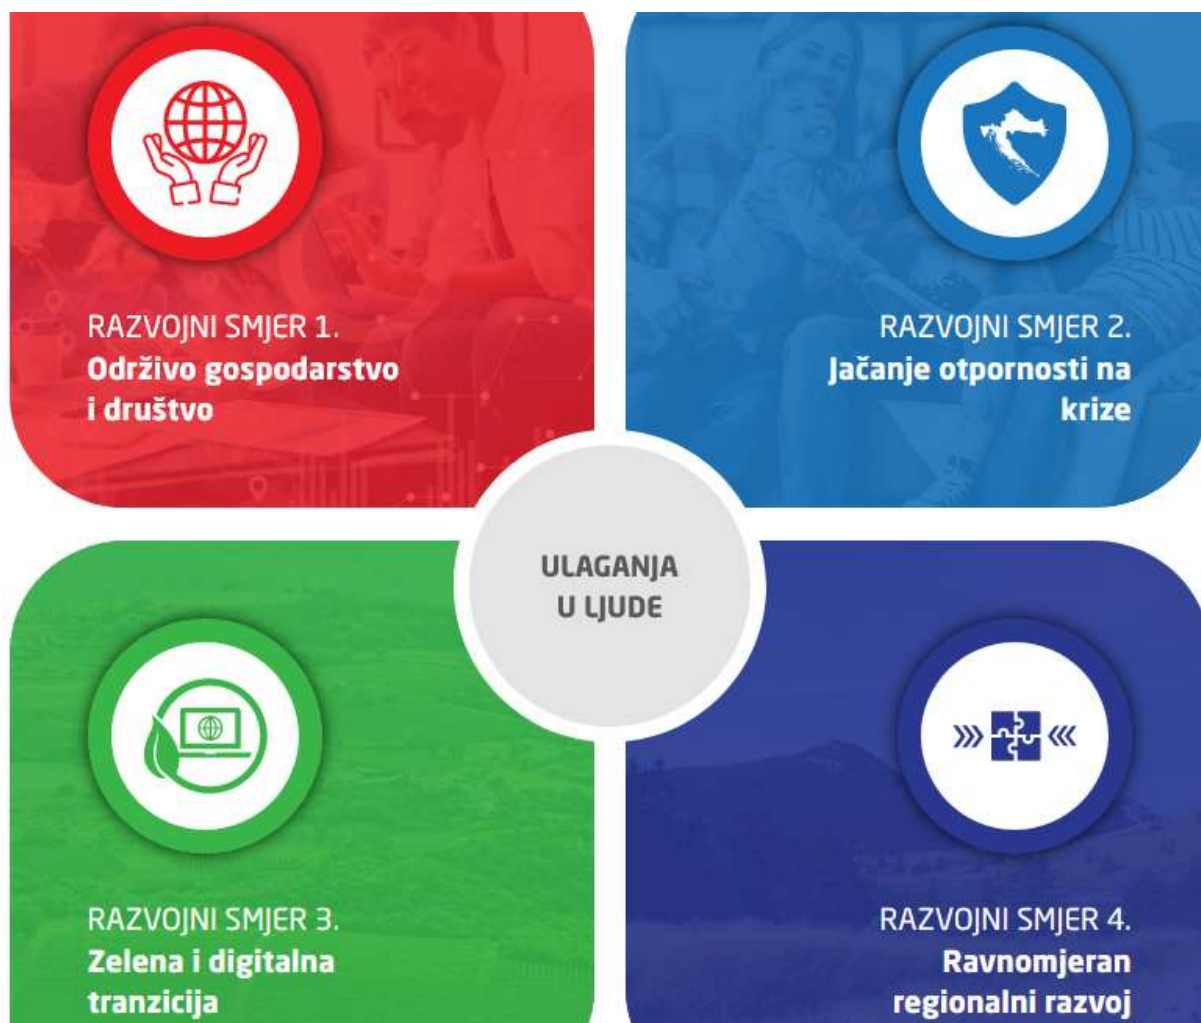 RAZVOJNI SMJER 1.
Održivo gospodarstvo
i društvo
RAZVOJNI SMJER 2.
Jačanje otpornosti na
krize
ULAGANJA
U LJUDE
RAZVOJNI SMJER 3.
Zelena i digitalna
tranzicija
RAZVOJNI SMJER 4.
Ravnomjeran
regionalni razvoj